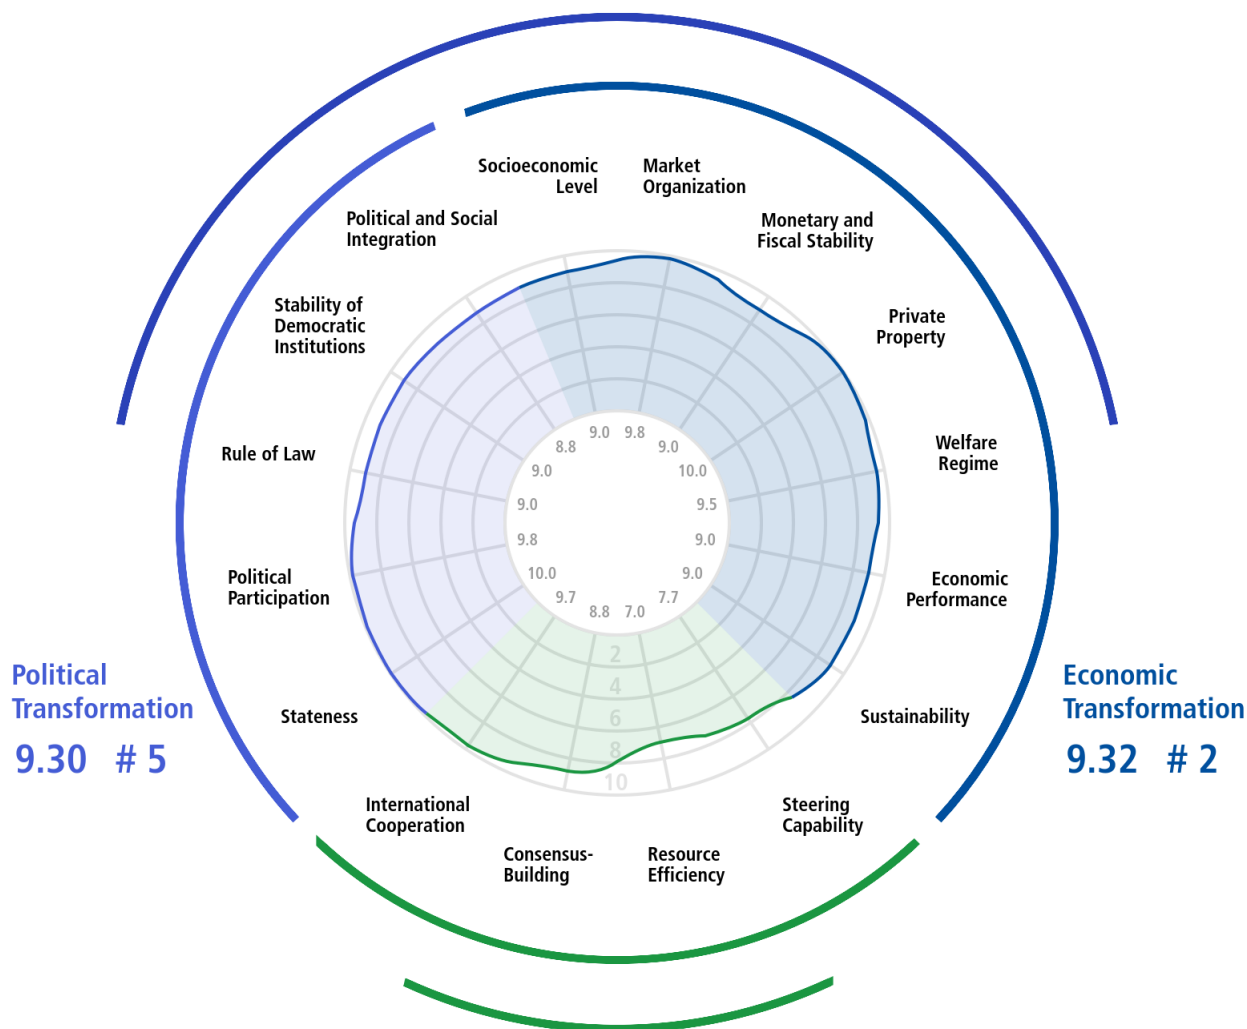 Socioeconomic
Level
Market
Organization
Political and Social
Integration
Monetary and
Fiscal Stability
Stability of
Democratic
Institutions
Private
Property
Rule of Law
Welfare
Regime
Political
Participation
Economic
Performance
Stateness
Sustainability
International
Cooperation
Steering
Capability
Consensus-
Building
Resource
Efficiency
9.0
9.8
8.8
9.0
9.0
10.0
9.0
9.5
9.8
9.0
10.0
9.0
9.7
7.7
8.8
7.0
2
4
6
8
10
Political
Transformation
9.30 # 5
Economic
Transformation
9.32 # 2